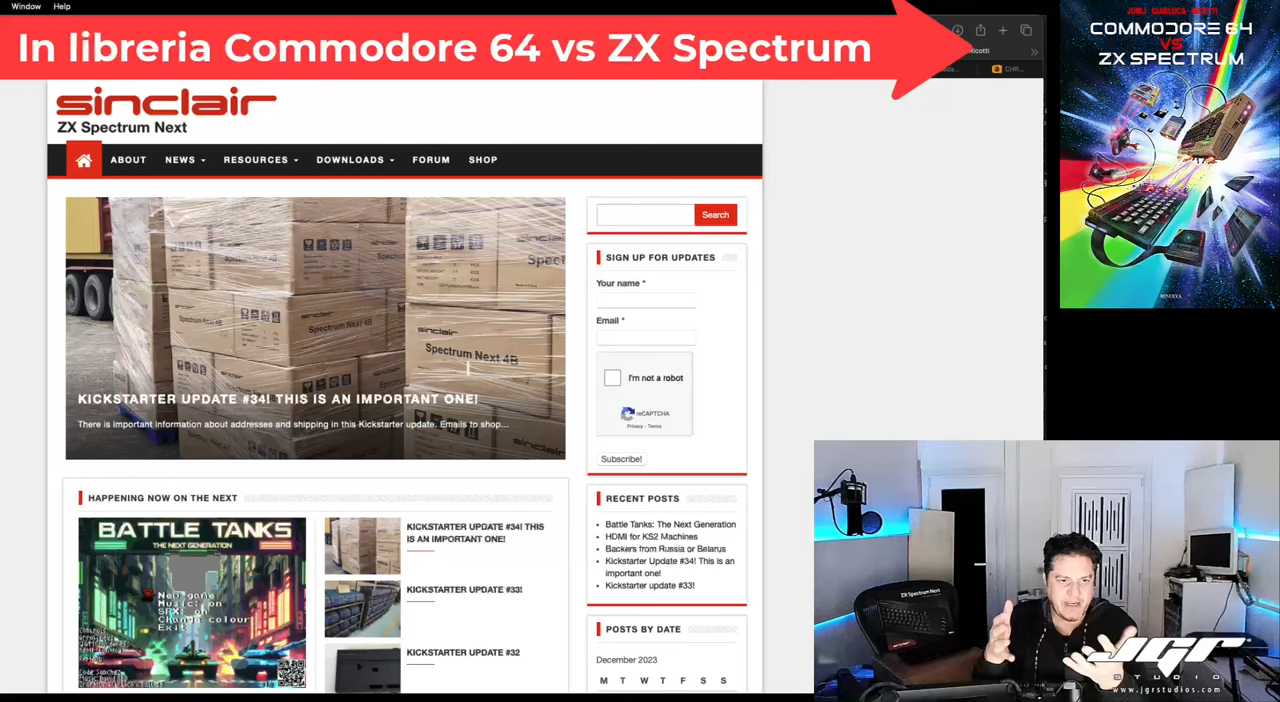 Window Help
In libreria Commodore 64 vs ZX Spectrum
COMMODORE 64
VS
ZX SPECTRUM
MINERVA
CHR...
sinclair
ZX Spectrum Next
ABOUT NEWS RESOURCES DOWNLOADS FORUM SHOP
Search
sinclair
Spectrum Next 4B
Spectrum Next 4B
KICKSTARTER UPDATE #34! THIS IS AN IMPORTANT ONE!
There is important information about addresses and shipping in this Kickstarter update. Emails to shop...
SIGN UP FOR UPDATES
Your name *
Email *
I'm not a robot
reCAPTCHA
Privacy - Terms
Subscribe!
HAPPENING NOW ON THE NEXT
BATTLE TANKS
THE NEXT GENERATION
New game
Music: on
SFX: on
Change colour
Exit
KICKSTARTER UPDATE #34! THIS
IS AN IMPORTANT ONE!
KICKSTARTER UPDATE #33!
KICKSTARTER UPDATE #32
RECENT POSTS
Battle Tanks: The Next Generation
HDMI for KS2 Machines
Backers from Russia or Belarus
Kickstarter Update #34! This is an
important one!
Kickstarter update #33!
POSTS BY DATE
December 2023
M T W T F S S
ZX Spectrum Next
JGR
STUDIO
www.jgrstudios.com